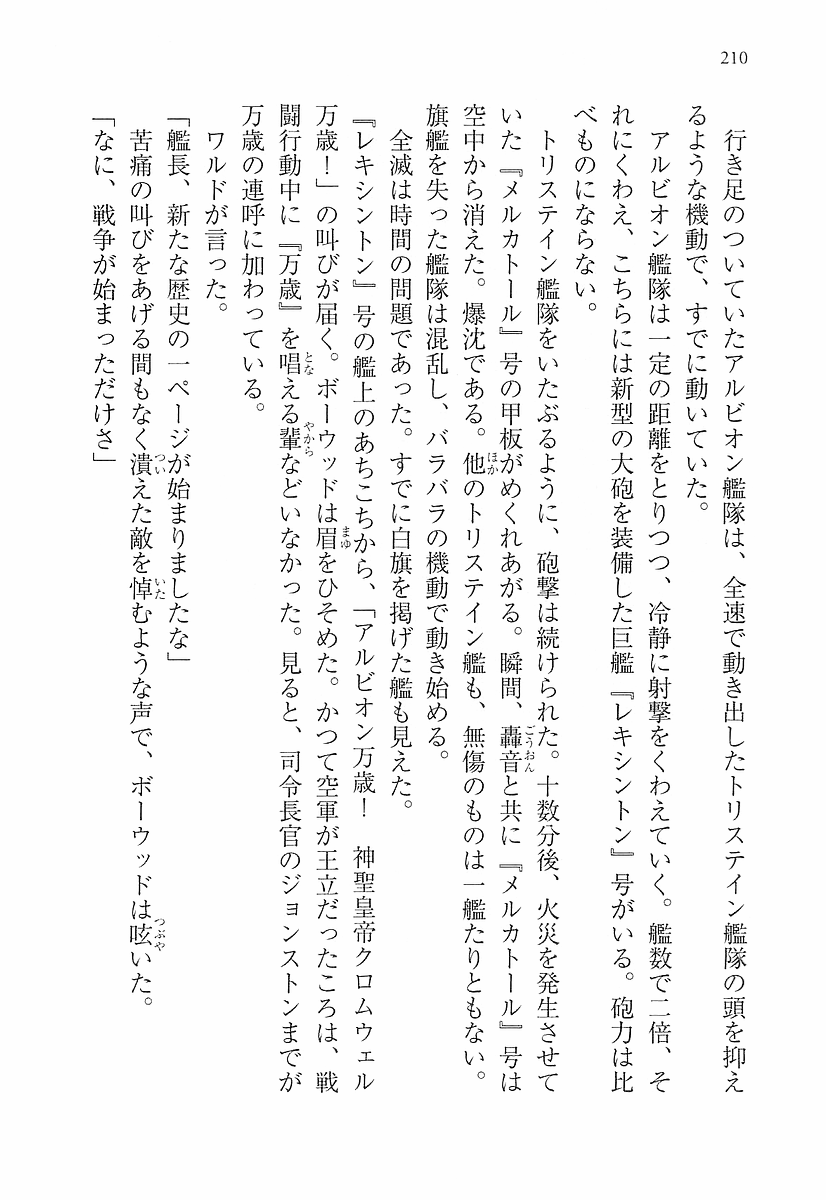 210
行き足のついていたアルビオン艦隊は、全速で動き出したトリステイン艦隊の頭を抑え
るような機動で、すでに動いていた。
アルビオン艦隊は一定の距離をとりつつ、冷静に射撃をくわえていく。艦数で二倍、そ
れにくわえ、こちらには新型の大砲を装備した巨艦『レキシントン』号がいる。砲力は比
べものにならない。
トリステイン艦隊をいたぶるように、砲撃は続けられた。十数分後、火災を発生させて
いた『メルカトール』号の甲板がめくれあがる。瞬間、轟音と共に『メルカトール』号は
空中から消えた。爆沈である。他のトリステイン艦も、無傷のものは一艦たりともない。
旗艦を失った艦隊は混乱し、バラバラの機動で動き始める。
全滅は時間の問題であった。すでに白旗を掲げた艦も見えた。
『レキシントン』号の艦上のあちこちから、「アルビオン万歳！　神聖皇帝クロムウェル
万歳！」の叫びが届く。ボーウッドは眉をひそめた。かつて空軍が王立だったころは、戦
闘行動中に『万歳』を唱える輩などいなかった。見ると、司令長官のジョンストンまでが
万歳の連呼に加わっている。
ワルドが言った。
「艦長、新たな歴史の一ページが始まりましたな」
苦痛の叫びをあげる間もなく潰えた敵を悼むような声で、ボーウッドは呟いた。
「なに、戦争が始まっただけさ」